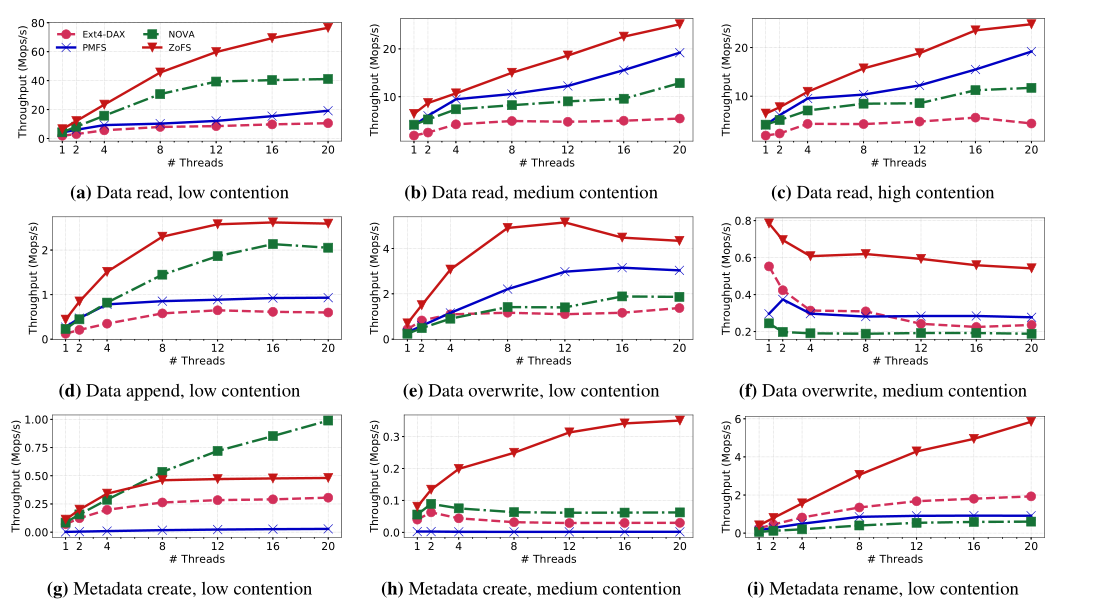 Throughput (Mops/s)
80
60
40
20
0
Ext4-DAX
PMFS
NOVA
ZoFS
1 2 4 8 12 16 20
# Threads
(a) Data read, low contention
Throughput (Mops/s)
20
10
1 2 4 8 12 16 20
# Threads
(b) Data read, medium contention
Throughput (Mops/s)
20
10
1 2 4 8 12 16 20
# Threads
(c) Data read, high contention
Throughput (Mops/s)
2
1
0
1 2 4 8 12 16 20
# Threads
(d) Data append, low contention
Throughput (Mops/s)
4
2
0
1 2 4 8 12 16 20
# Threads
(e) Data overwrite, low contention
Throughput (Mops/s)
0.8
0.6
0.4
0.2
1 2 4 8 12 16 20
# Threads
(f) Data overwrite, medium contention
Throughput (Mops/s)
1.00
0.75
0.50
0.25
0.00
1 2 4 8 12 16 20
# Threads
(g) Metadata create, low contention
Throughput (Mops/s)
0.3
0.2
0.1
0.0
1 2 4 8 12 16 20
# Threads
(h) Metadata create, medium contention
Throughput (Mops/s)
6
4
2
0
1 2 4 8 12 16 20
# Threads
(i) Metadata rename, low contention